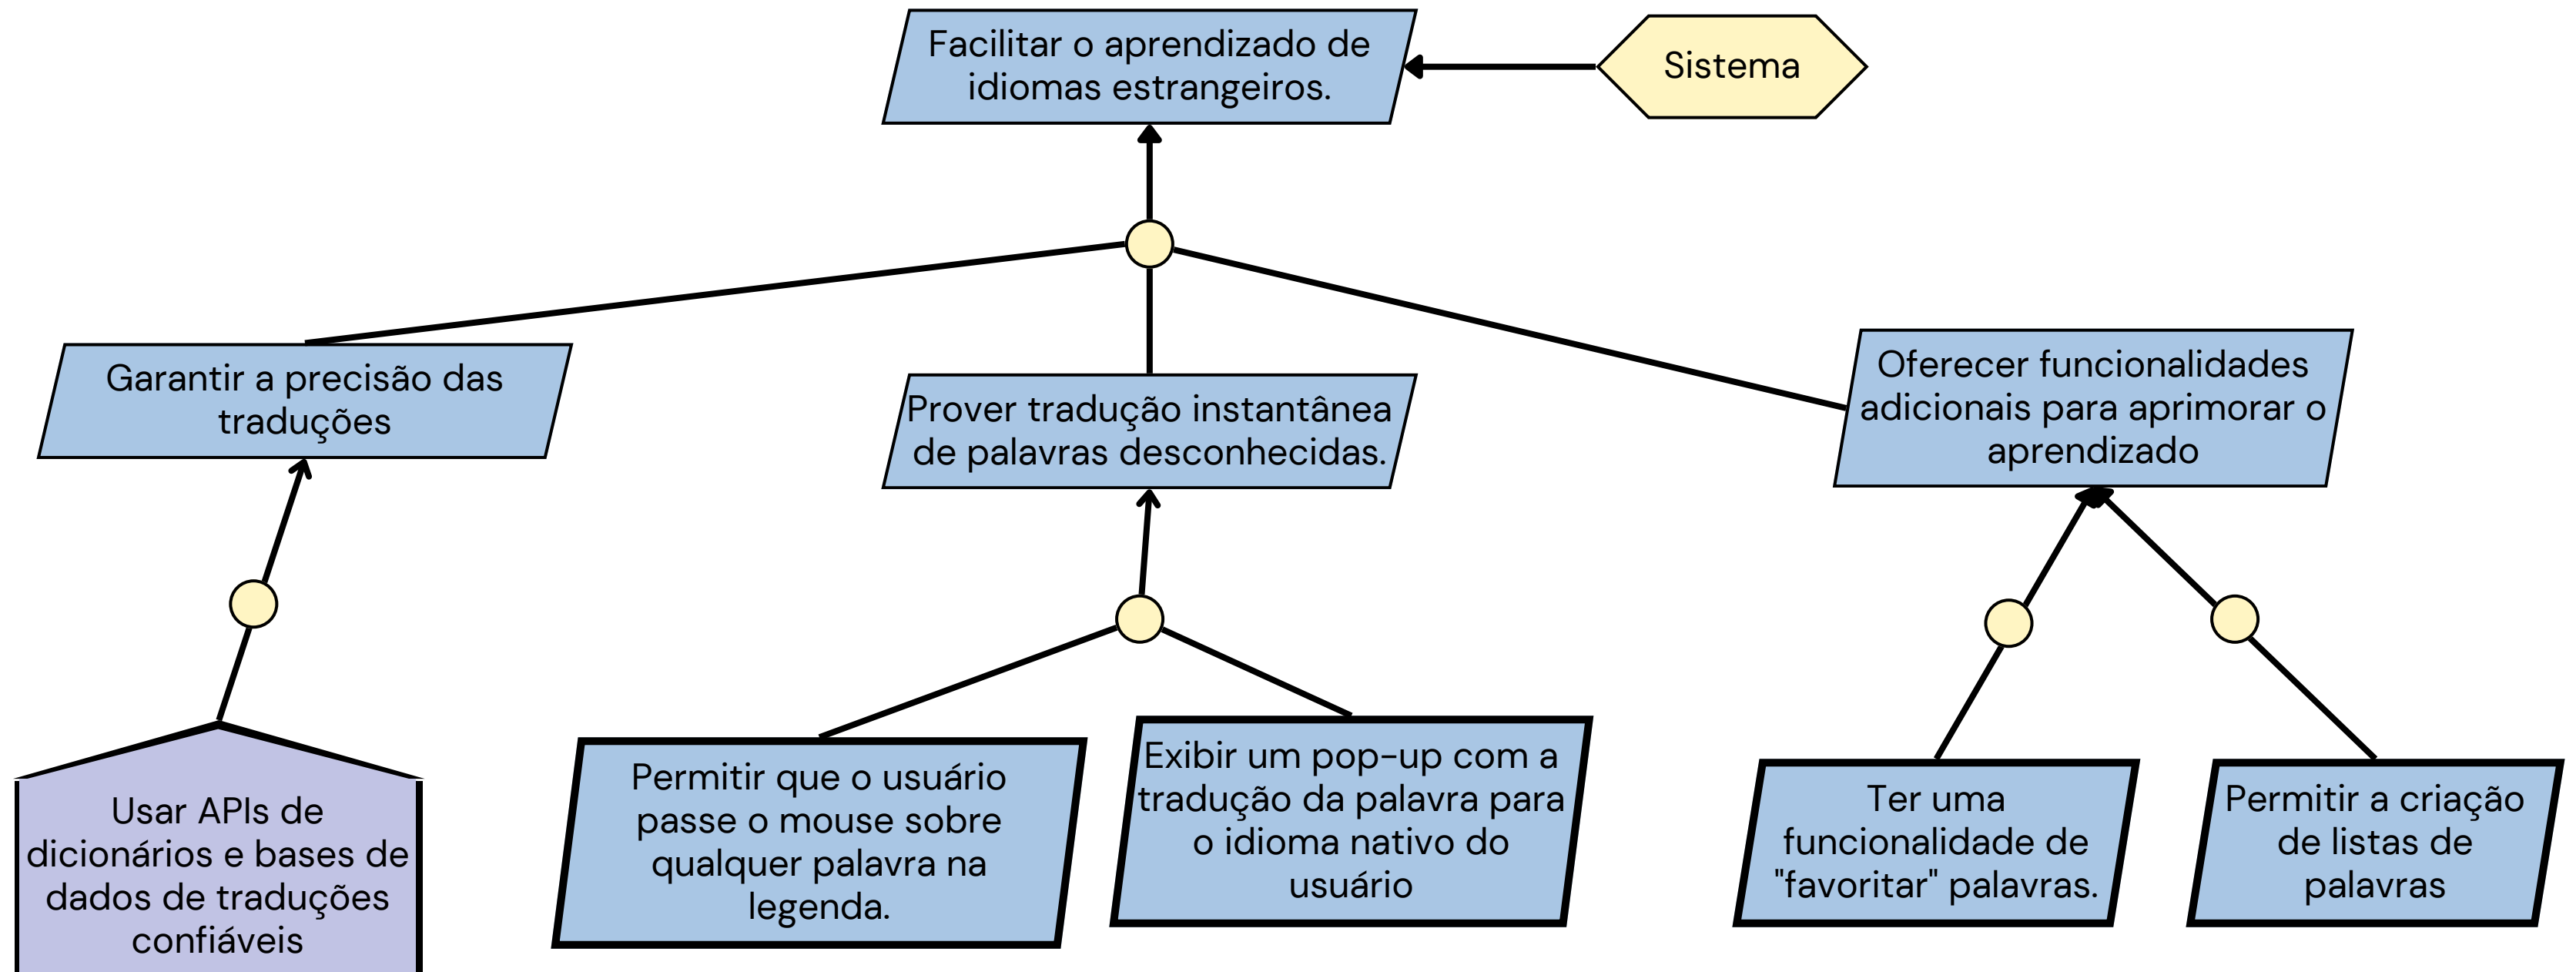 Facilitar o aprendizado de
idiomas estrangeiros.
Sistema
Garantir a precisão das
traduções
Prover tradução instantânea
de palavras desconhecidas.
Oferecer funcionalidades
adicionais para aprimorar o
aprendizado
Usar APIs de
dicionários e bases de
dados de traduções
confiáveis
Permitir que o usuário
passe o mouse sobre
qualquer palavra na
legenda.
Exibir um pop-up com a
tradução da palavra para
o idioma nativo do
usuário
Ter uma
funcionalidade de
"favoritar" palavras.
Permitir a criação
de listas de
palavras